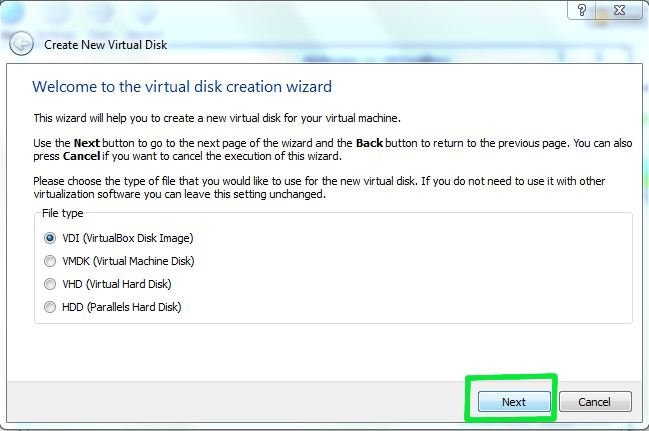 Create New Virtual Disk
Welcome to the virtual disk creation wizard
This wizard will help you to create a new virtual disk for your virtual machine.
Use the Next button to go to the next page of the wizard and the Back button to return to the previous page. You can also
press Cancel if you want to cancel the execution of this wizard.
Please choose the type of file that you would like to use for the new virtual disk. If you do not need to use it with other
virtualization software you can leave this setting unchanged.
File type
VDI (VirtualBox Disk Image)
VMDK (Virtual Machine Disk)
VHD (Virtual Hard Disk)
HDD (Parallels Hard Disk)
Next Cancel